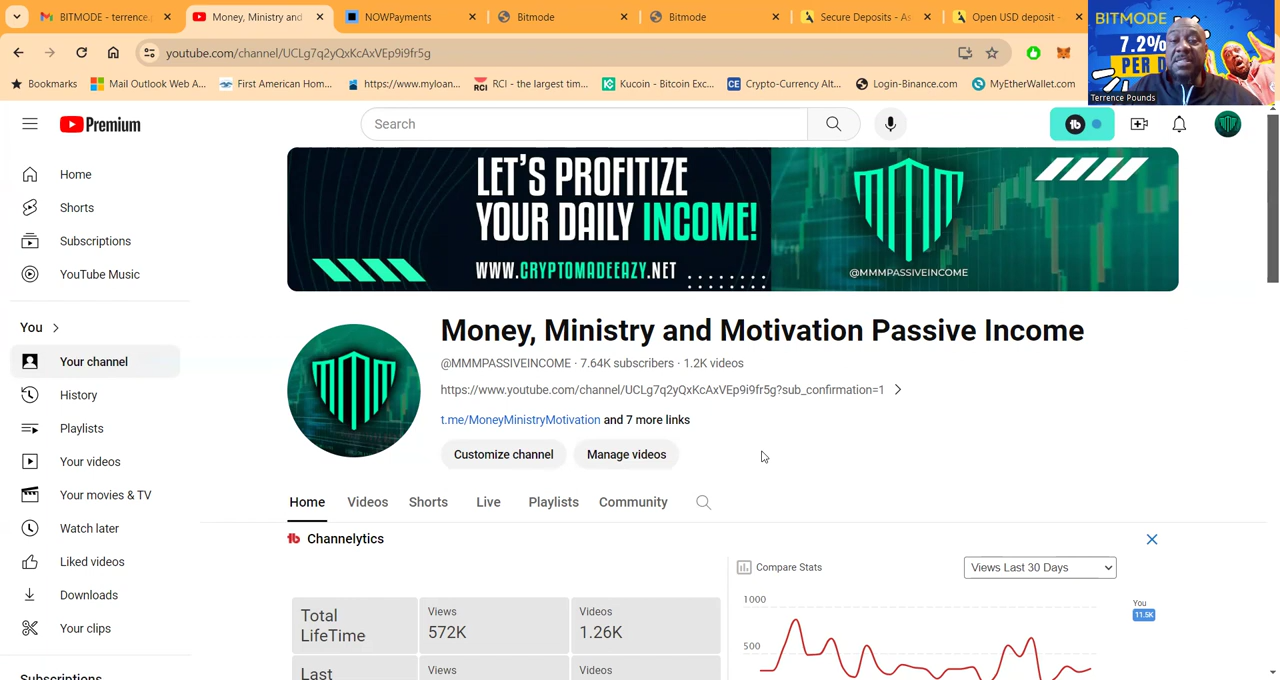 BITMODE - terrence.
Money, Ministry and
NOWPayments
Bitmode
Bitmode
Secure Deposits - As
Open USD deposit -
youtube.com/channel/UCLg7q2yQxKcAxVEp9i9fr5g
Bookmarks
Mail Outlook Web A...
First American Hom...
https://www.myloan...
RCI - the largest tim...
Kucoin - Bitcoin Exc...
Crypto-Currency Alt...
Login-Binance.com
MyEtherWallet.com
BITMODE
7.2%
PER D
Terrence Pounds
Premium
Search
Home
Shorts
Subscriptions
YouTube Music
You
Your channel
History
Playlists
Your videos
Your movies & TV
Watch later
Liked videos
Downloads
Your clips
Subscriptions
LET'S PROFITIZE
YOUR DAILY INCOME!
WWW.CRYPTOMADEEAZY.NET
@MMMPASSIVEINCOME
Money, Ministry and Motivation Passive Income
@MMMPASSIVEINCOME · 7.64K subscribers · 1.2K videos
https://www.youtube.com/channel/UCLg7q2yQxKcAxVEp9i9fr5g?sub_confirmation=1
t.me/MoneyMinistryMotivation and 7 more links
Customize channel
Manage videos
Home
Videos
Shorts
Live
Playlists
Community
Channelytics
Compare Stats
Views Last 30 Days
Total
LifeTime
Views
572K
Videos
1.26K
Last
Views
Videos
1000
500
You
11.5K